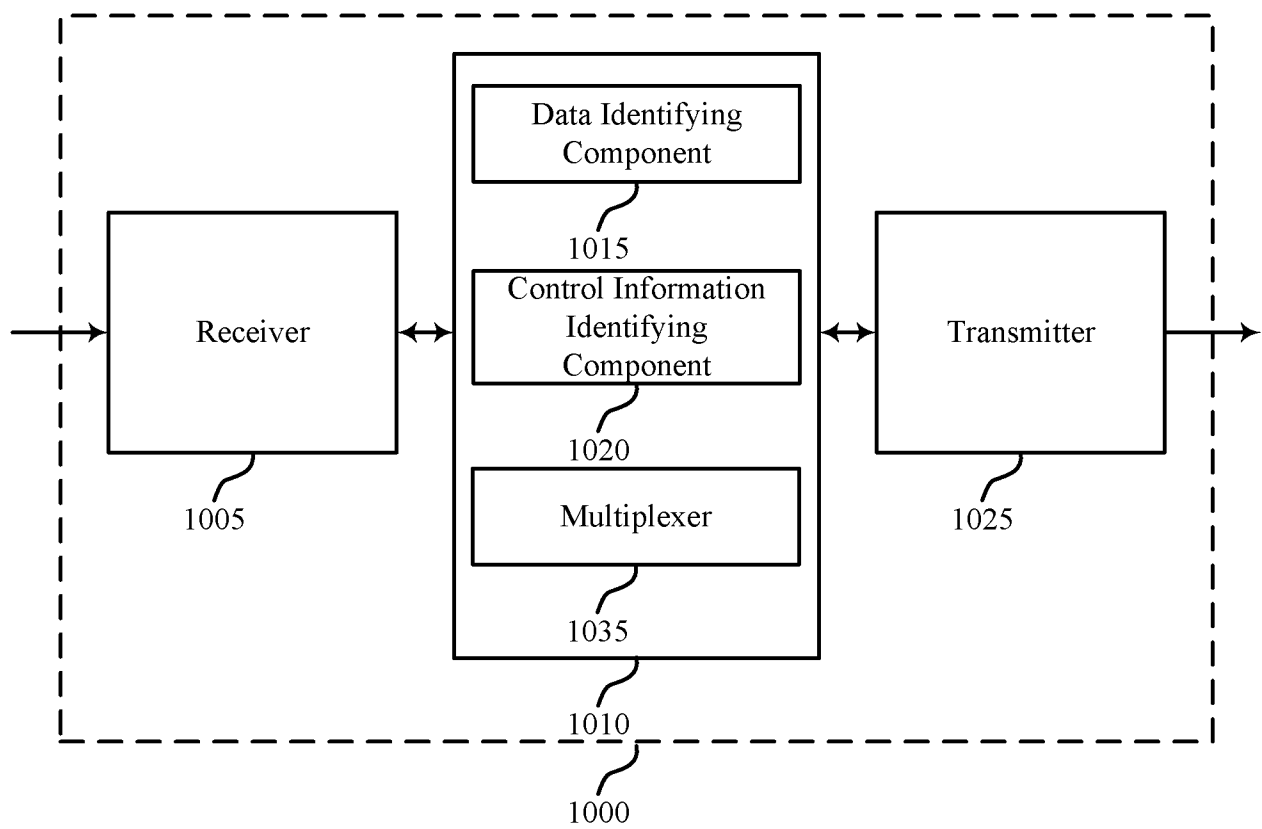 Data Identifying
Component
1015
Receiver
1005
Control Information
Identifying
Component
1020
Transmitter
1025
Multiplexer
1035
1010
1000